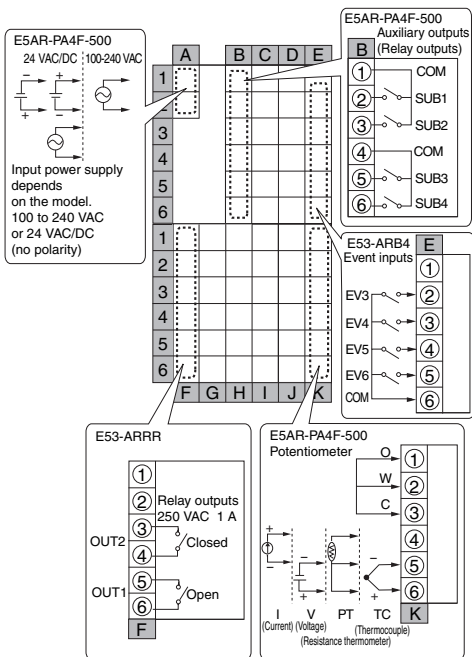 E5AR-PA4F-500
24 VAC/DC 100-240 VAC
Input power supply
depends
on the model.
100 to 240 VAC
or 24 VAC/DC
(no polarity)
A B C D E
1
2
3
4
5
6
1
2
3
4
5
6
F G H I J K
E5AR-PA4F-500
Auxiliary outputs
(Relay outputs)
B
1 COM
2 SUB1
3 SUB2
4 COM
5 SUB3
6 SUB4
E53-ARB4
Event inputs
E
1
EV3 2
EV4 3
EV5 4
EV6 5
COM 6
E53-ARRR
1
2
Relay outputs
250 VAC 1 A
3
OUT2 Closed
4
5
OUT1 Open
6
F
E5AR-PA4F-500
Potentiometer
O 1
W 2
C 3
4
5
6
+ − − + − +
I V PT TC K
(Current) (Voltage) (Thermocouple)
(Resistance thermometer)